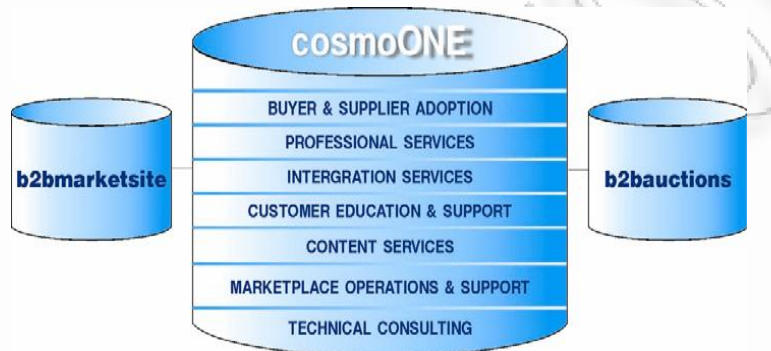 cosmoONE
BUYER & SUPPLIER ADOPTION
PROFESSIONAL SERVICES
b2bmarketsite
INTERGRATION SERVICES
b2bauctions
CUSTOMER EDUCATION & SUPPORT
CONTENT SERVICES
MARKETPLACE OPERATIONS & SUPPORT
TECHNICAL CONSULTING